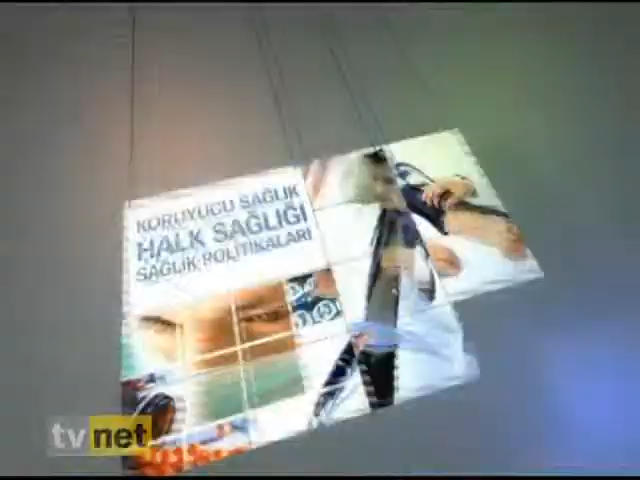 KORUYUCU SAĞLIK
HALK SAĞLIĞI
SAĞLIK POLİTİKALARI
tvnet